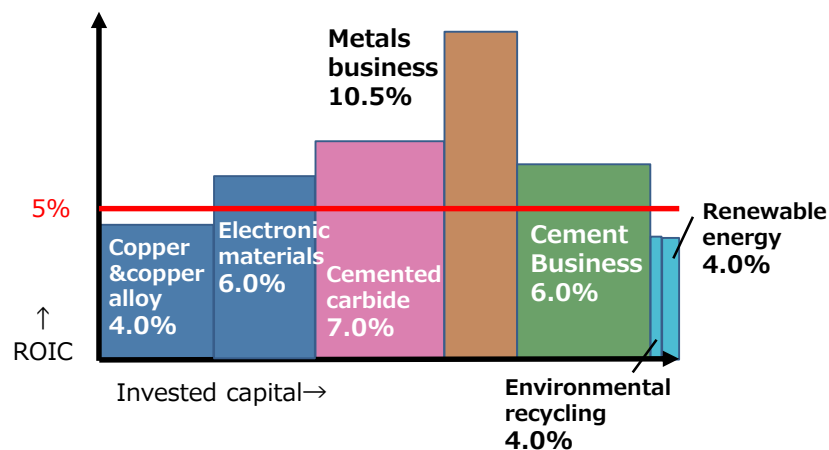 Metals
business
10.5%
5%
Copper
&copper
alloy
4.0%
Electronic
materials
6.0%
Cemented
carbide
7.0%
Cement
Business
6.0%
Renewable
energy
4.0%
↑
ROIC
Invested capital→
Environmental
recycling
4.0%